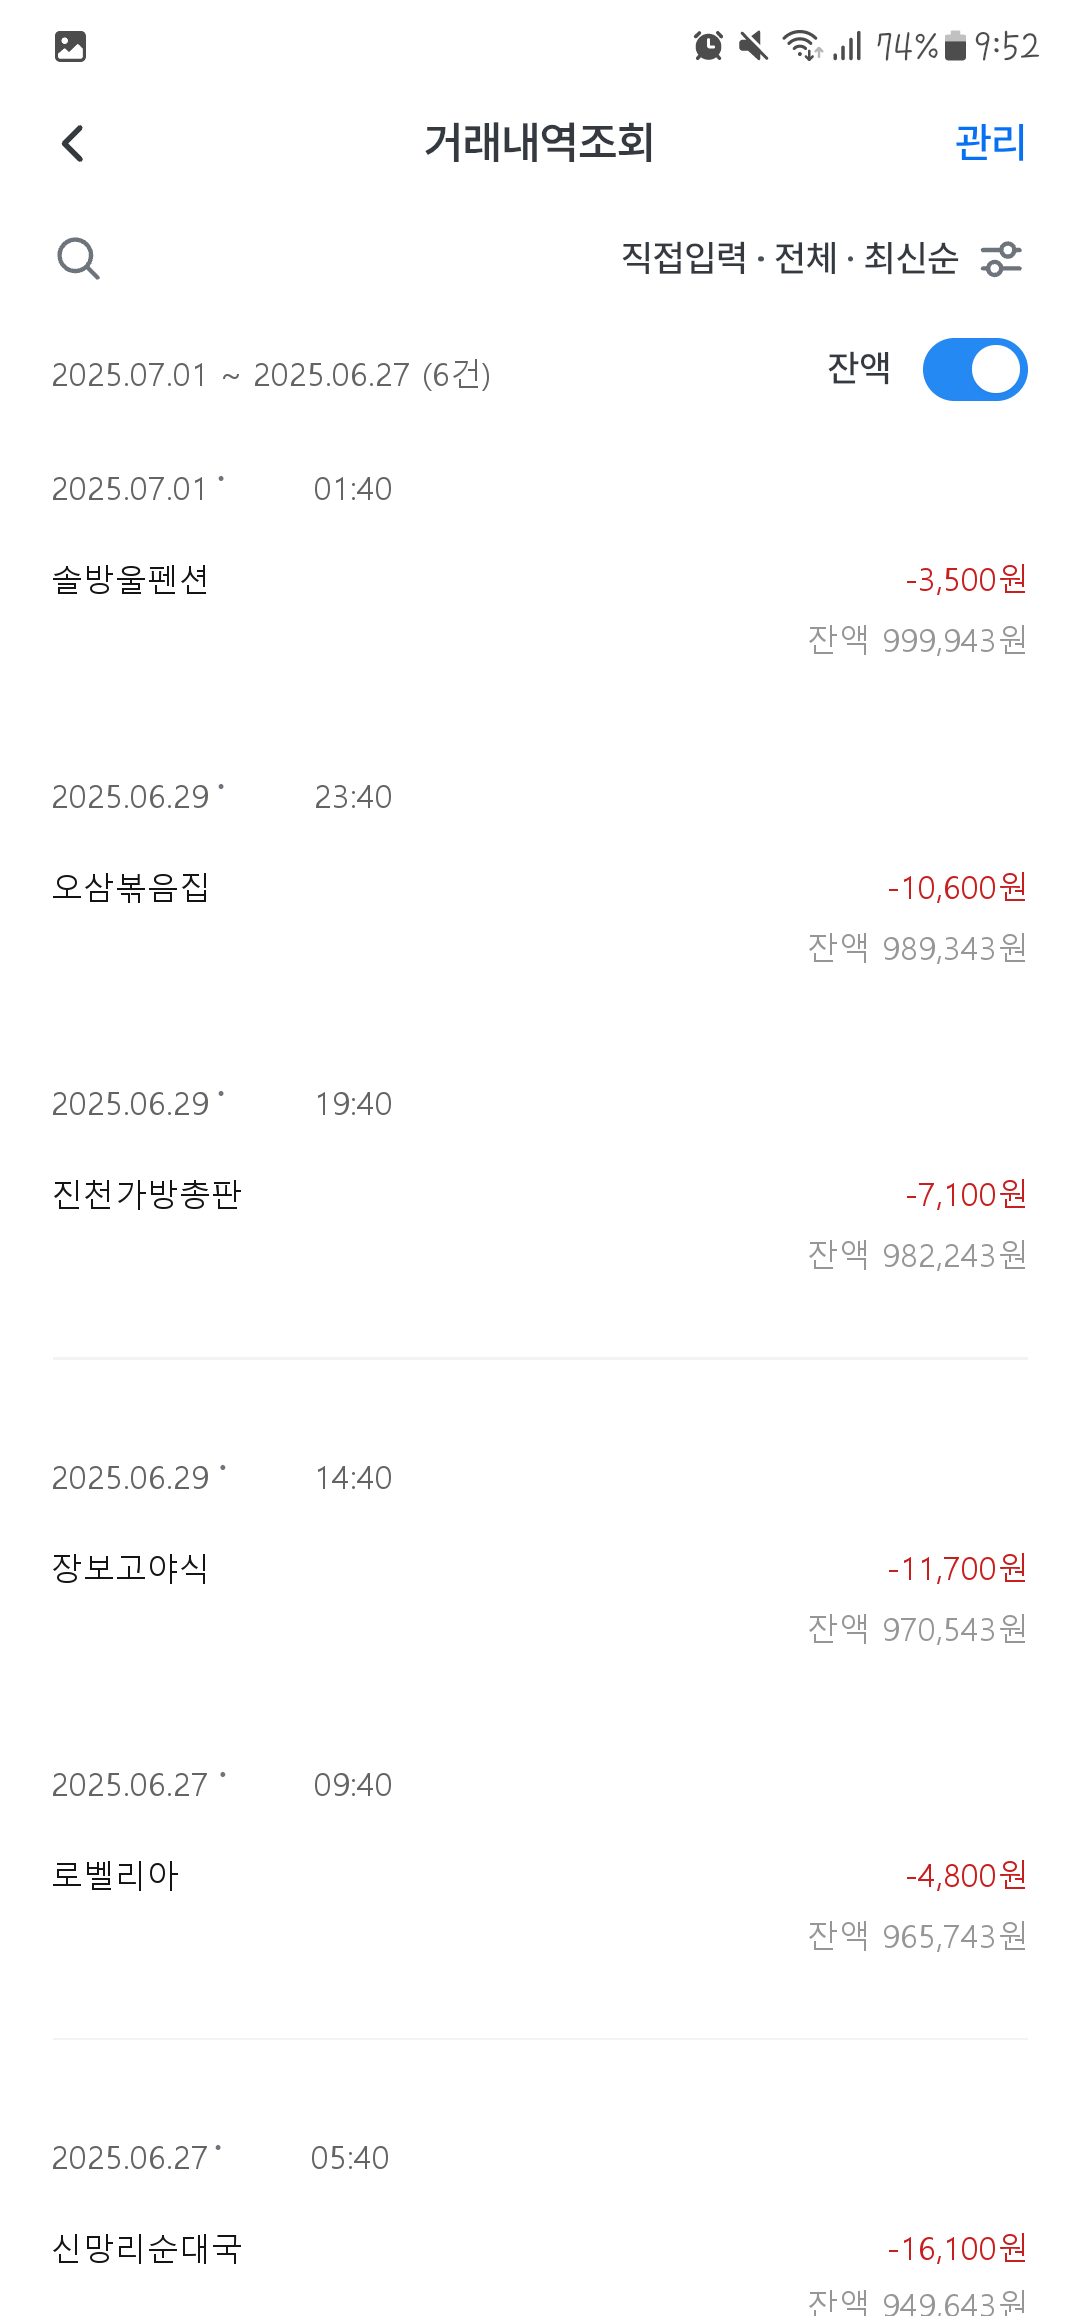 74% 9:52
거래내역조회 관리
직접입력 · 전체 · 최신순
2025.07.01 ~ 2025.06.27 (6건) 잔액
2025.07.01 · 01:40
솔방울펜션 -3,500원
잔액 999,943원
2025.06.29 · 23:40
오삼볶음집 -10,600원
잔액 989,343원
2025.06.29 · 19:40
진천가방총판 -7,100원
잔액 982,243원
2025.06.29 · 14:40
장보고야식 -11,700원
잔액 970,543원
2025.06.27 · 09:40
로벨리아 -4,800원
잔액 965,743원
2025.06.27 · 05:40
신망리순대국 -16,100원
잔액 949,643원